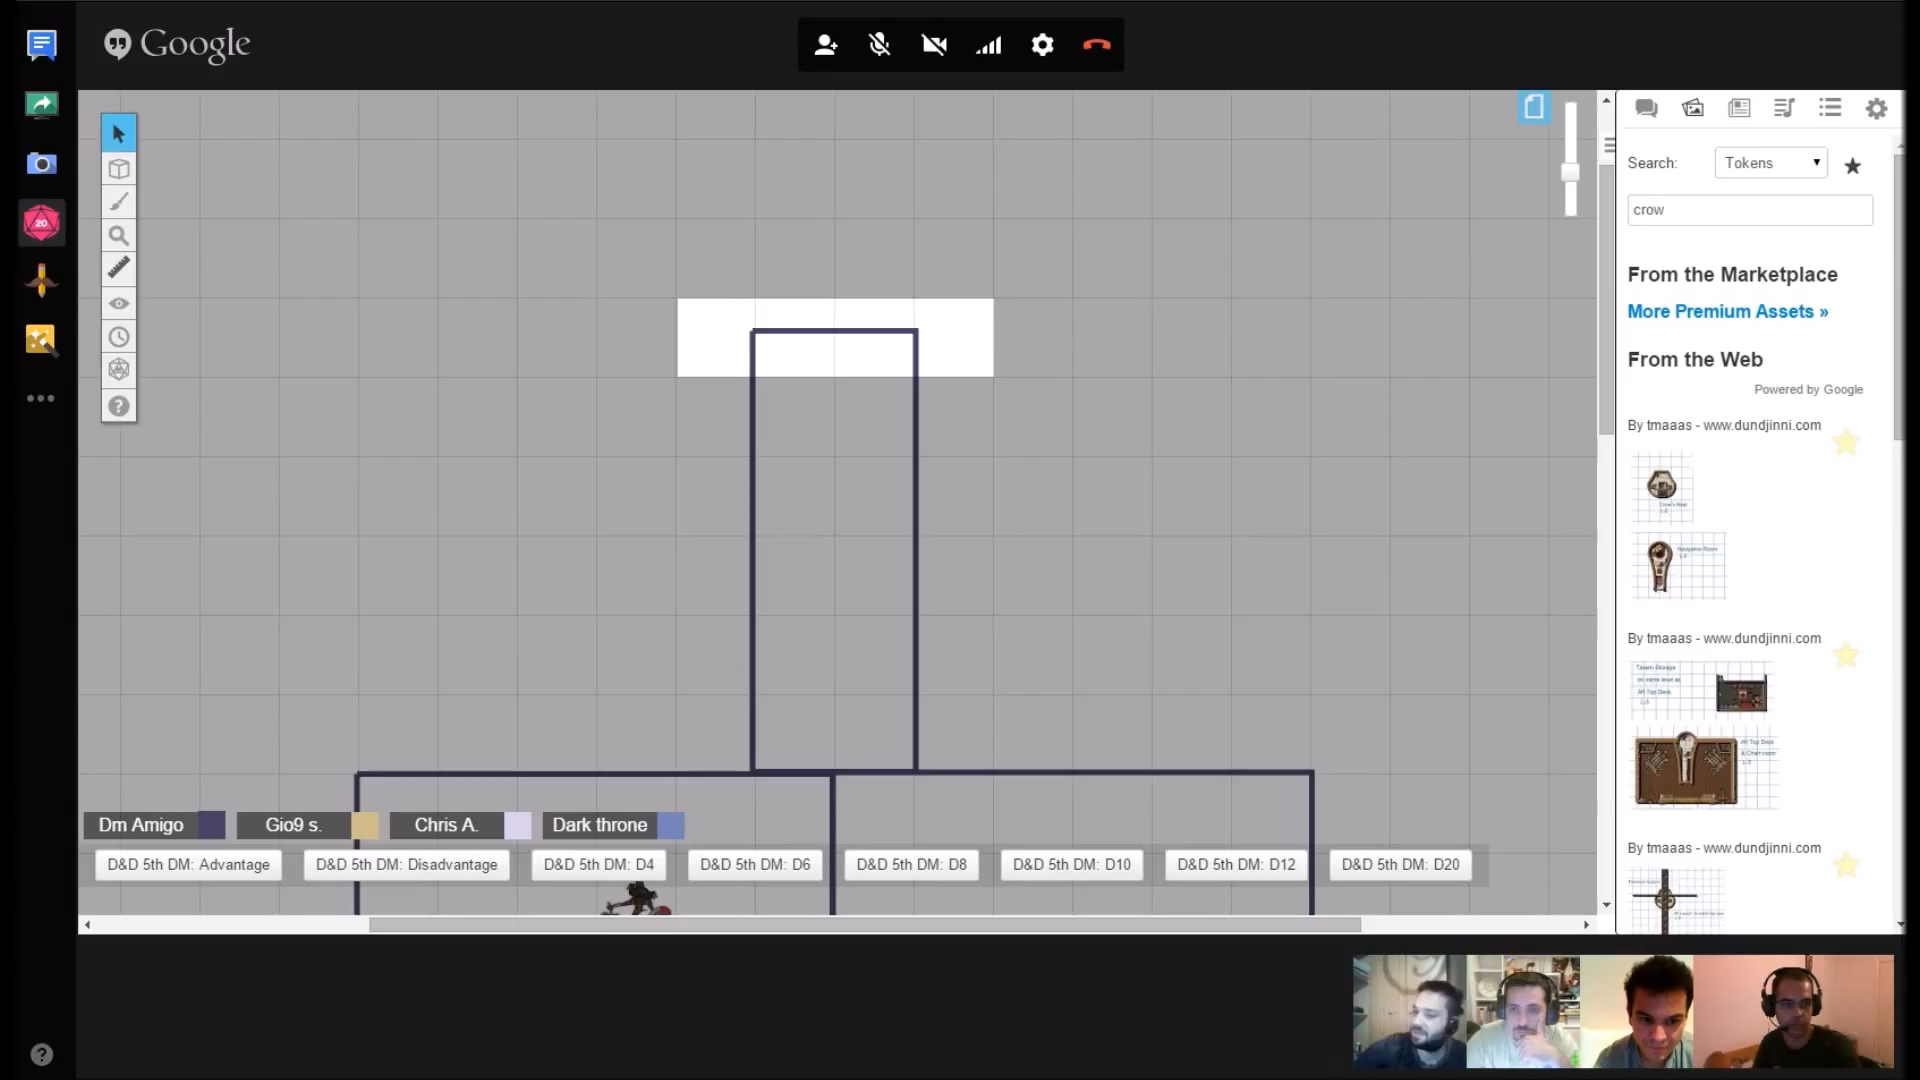 Google
20
Search:
Tokens
crow
From the Marketplace
More Premium Assets »
From the Web
Powered by Google
By tmaaas - www.dundjinni.com
By tmaaas - www.dundjinni.com
By tmaaas - www.dundjinni.com
Dm Amigo
Gio9 s.
Chris A.
Dark throne
D&D 5th DM: Advantage
D&D 5th DM: Disadvantage
D&D 5th DM: D4
D&D 5th DM: D6
D&D 5th DM: D8
D&D 5th DM: D10
D&D 5th DM: D12
D&D 5th DM: D20